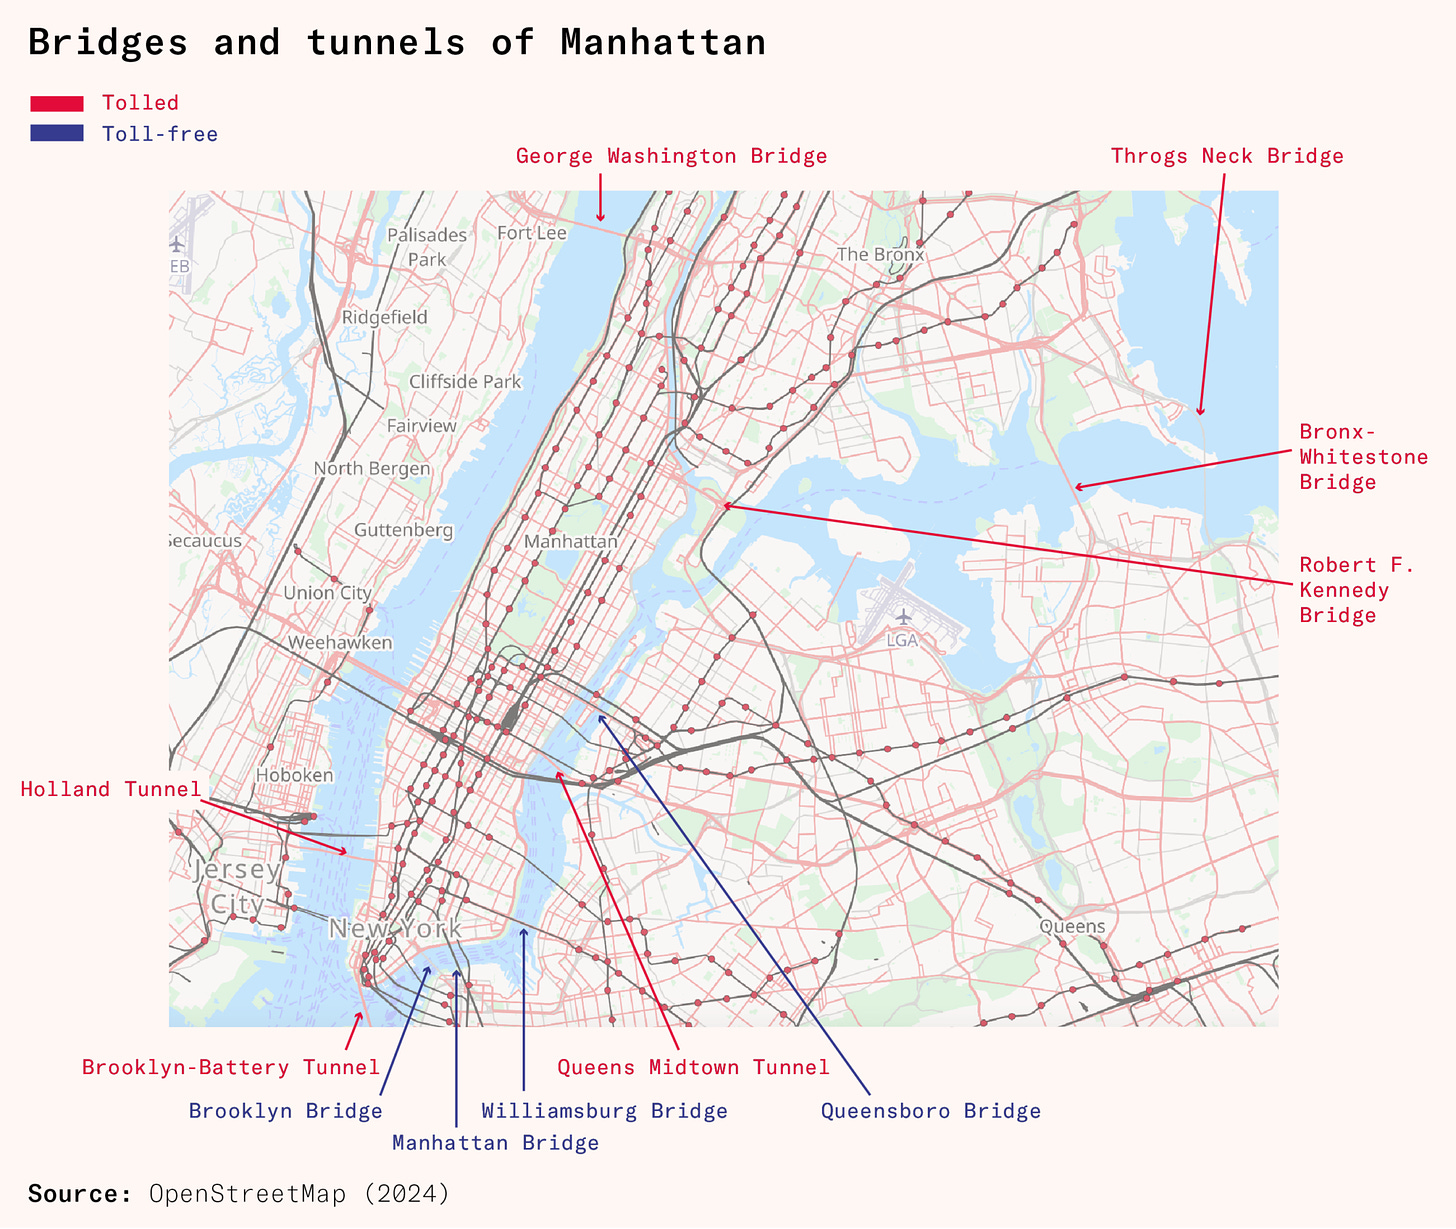 Bridges and tunnels of Manhattan
Tolled
Toll-free
George Washington Bridge
Throgs Neck Bridge
Palisades
Park
Fort Lee
The Bronx
EB
Ridgefield
Cliffside Park
Fairview
North Bergen
Bronx-
Whitestone
Bridge
Guttenberg
Secaucus
Manhattan
Robert F.
Kennedy
Bridge
Union City
Weehawken
LGA
Hoboken
Holland Tunnel
Jersey
City
New York
Queens
Brooklyn-Battery Tunnel
Queens Midtown Tunnel
Brooklyn Bridge
Williamsburg Bridge
Queensboro Bridge
Manhattan Bridge
Source: OpenStreetMap (2024)